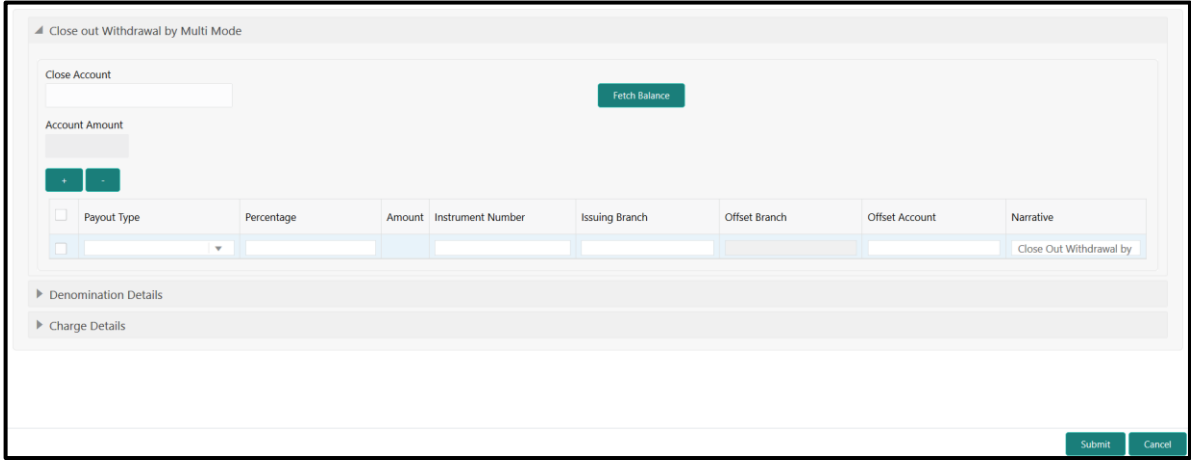 Close out Withdrawal by Multi Mode
Close Account
Fetch Balance
Account Amount
+ -
Payout Type Percentage Amount Instrument Number Issuing Branch Offset Branch Offset Account Narrative
Close Out Withdrawal by
Denomination Details
Charge Details
Submit Cancel